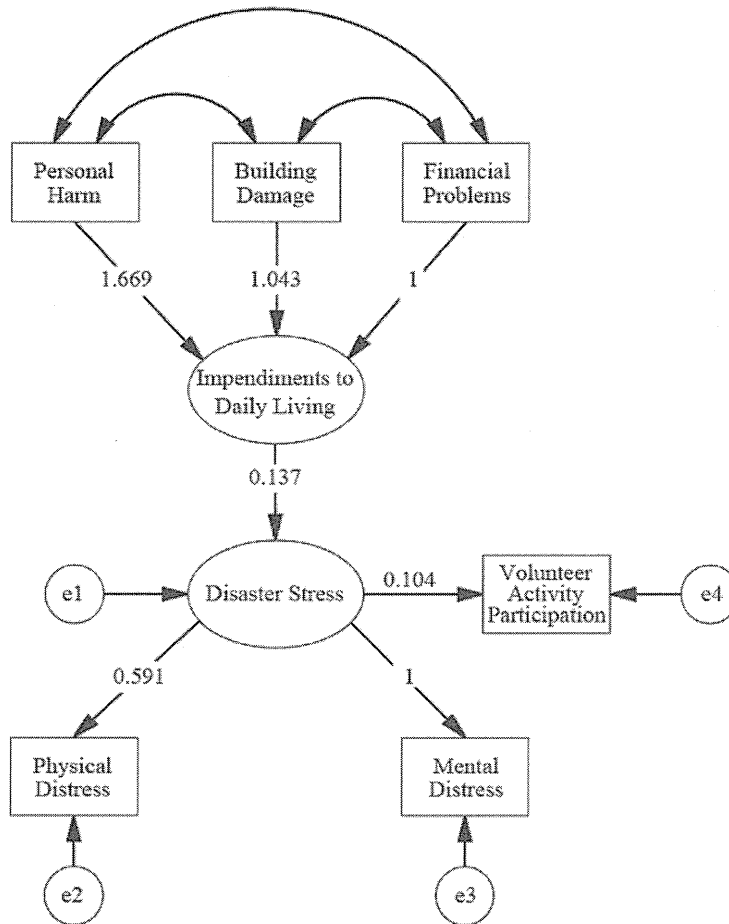 Personal
Harm
Building
Damage
Financial
Problems
1.669
1.043
1
Impendiments to
Daily Living
0.137
e1
Disaster Stress
0.104
Volunteer
Activity
Participation
e4
0.591
1
Physical
Distress
Mental
Distress
e2
e3